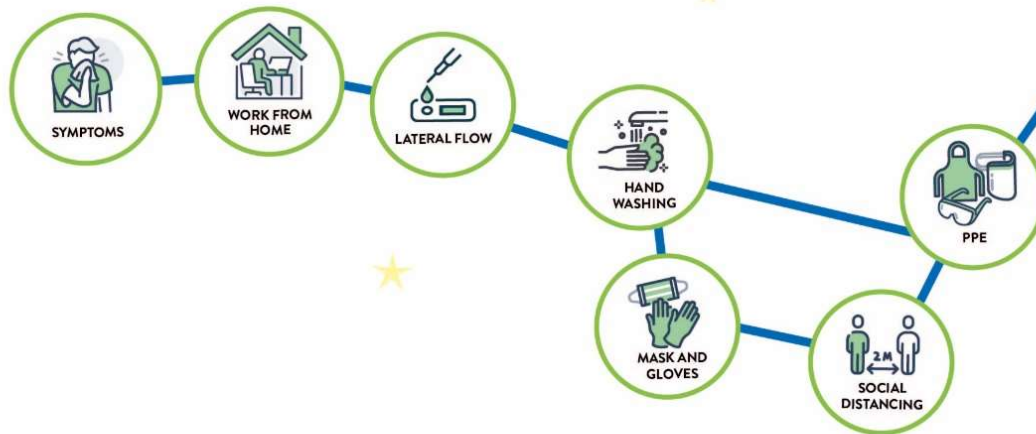 SYMPTOMS
WORK FROM
HOME
LATERAL FLOW
HAND
WASHING
PPE
MASK AND
GLOVES
2M
SOCIAL
DISTANCING